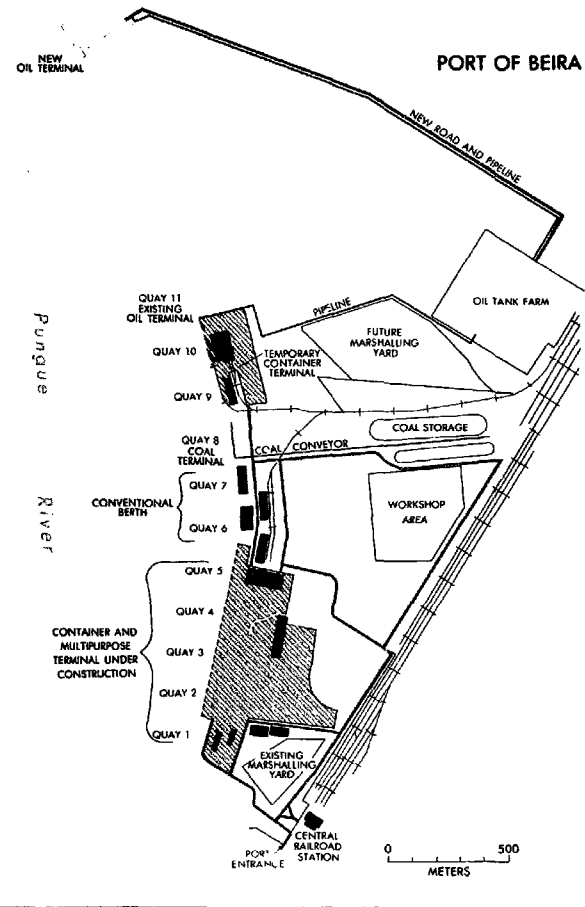 NEW
OIL TERMINAL
PORT OF BEIRA
NEW ROAD AND PIPELINE
OIL TANK FARM
QUAY 11
EXISTING
OIL TERMINAL
PIPELINE
FUTURE
MARSHALLING
YARD
QUAY 10
TEMPORARY
CONTAINER
TERMINAL
QUAY 9
Pungue River
COAL STORAGE
QUAY 8
COAL
TERMINAL
COAL CONVEYOR
QUAY 7
CONVENTIONAL
BERTH
QUAY 6
WORKSHOP
AREA
QUAY 5
QUAY 4
CONTAINER AND
MULTIPURPOSE
TERMINAL UNDER
CONSTRUCTION
QUAY 3
QUAY 2
QUAY 1
EXISTING
MARSHALLING
YARD
CENTRAL
RAILROAD
STATION
PORT
ENTRANCE
0 500
METERS